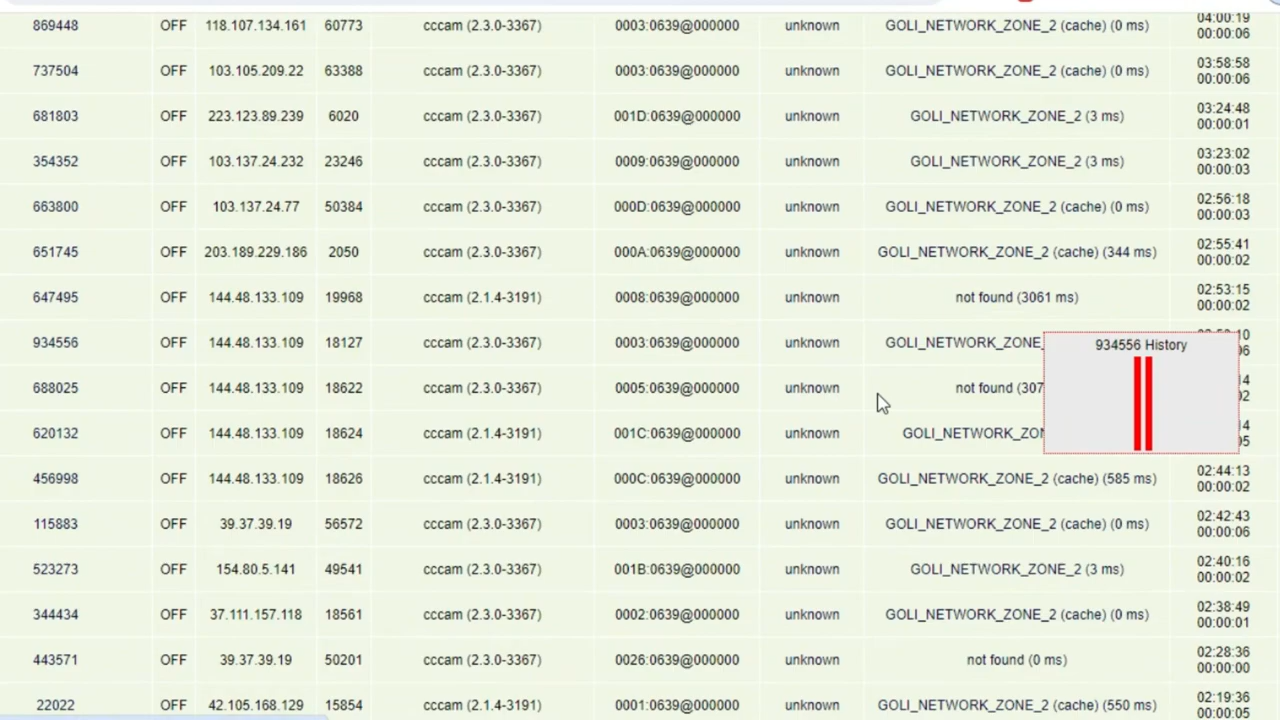 869448 OFF 118.107.134.161 60773 cccam (2.3.0-3367) 0003:0639@000000 unknown GOLI_NETWORK_ZONE_2 (cache) (0 ms) 04:00:19
00:00:06
737504 OFF 103.105.209.22 63388 cccam (2.3.0-3367) 0003:0639@000000 unknown GOLI_NETWORK_ZONE_2 (cache) (0 ms) 03:58:58
00:00:06
681803 OFF 223.123.89.239 6020 cccam (2.3.0-3367) 001D:0639@000000 unknown GOLI_NETWORK_ZONE_2 (3 ms) 03:24:48
00:00:01
354352 OFF 103.137.24.232 23246 cccam (2.3.0-3367) 0009:0639@000000 unknown GOLI_NETWORK_ZONE_2 (3 ms) 03:23:02
00:00:03
663800 OFF 103.137.24.77 50384 cccam (2.3.0-3367) 000D:0639@000000 unknown GOLI_NETWORK_ZONE_2 (cache) (0 ms) 02:56:18
00:00:03
651745 OFF 203.189.229.186 2050 cccam (2.3.0-3367) 000A:0639@000000 unknown GOLI_NETWORK_ZONE_2 (cache) (344 ms) 02:55:41
00:00:02
647495 OFF 144.48.133.109 19968 cccam (2.1.4-3191) 0008:0639@000000 unknown not found (3061 ms) 02:53:15
00:00:02
934556 OFF 144.48.133.109 18127 cccam (2.3.0-3367) 0003:0639@000000 unknown GOLI_NETWORK_ZONE_
934556 History
688025 OFF 144.48.133.109 18622 cccam (2.3.0-3367) 0005:0639@000000 unknown not found (307
620132 OFF 144.48.133.109 18624 cccam (2.1.4-3191) 001C:0639@000000 unknown GOLI_NETWORK_ZON
456998 OFF 144.48.133.109 18626 cccam (2.1.4-3191) 000C:0639@000000 unknown GOLI_NETWORK_ZONE_2 (cache) (585 ms) 02:44:13
00:00:02
115883 OFF 39.37.39.19 56572 cccam (2.3.0-3367) 0003:0639@000000 unknown GOLI_NETWORK_ZONE_2 (cache) (0 ms) 02:42:43
00:00:06
523273 OFF 154.80.5.141 49541 cccam (2.3.0-3367) 001B:0639@000000 unknown GOLI_NETWORK_ZONE_2 (3 ms) 02:40:16
00:00:02
344434 OFF 37.111.157.118 18561 cccam (2.3.0-3367) 0002:0639@000000 unknown GOLI_NETWORK_ZONE_2 (cache) (0 ms) 02:38:49
00:00:01
443571 OFF 39.37.39.19 50201 cccam (2.3.0-3367) 0026:0639@000000 unknown not found (0 ms) 02:28:36
00:00:00
22022 OFF 42.105.168.129 15854 cccam (2.1.4-3191) 0001:0639@000000 unknown GOLI_NETWORK_ZONE_2 (cache) (550 ms) 02:19:36
00:00:05